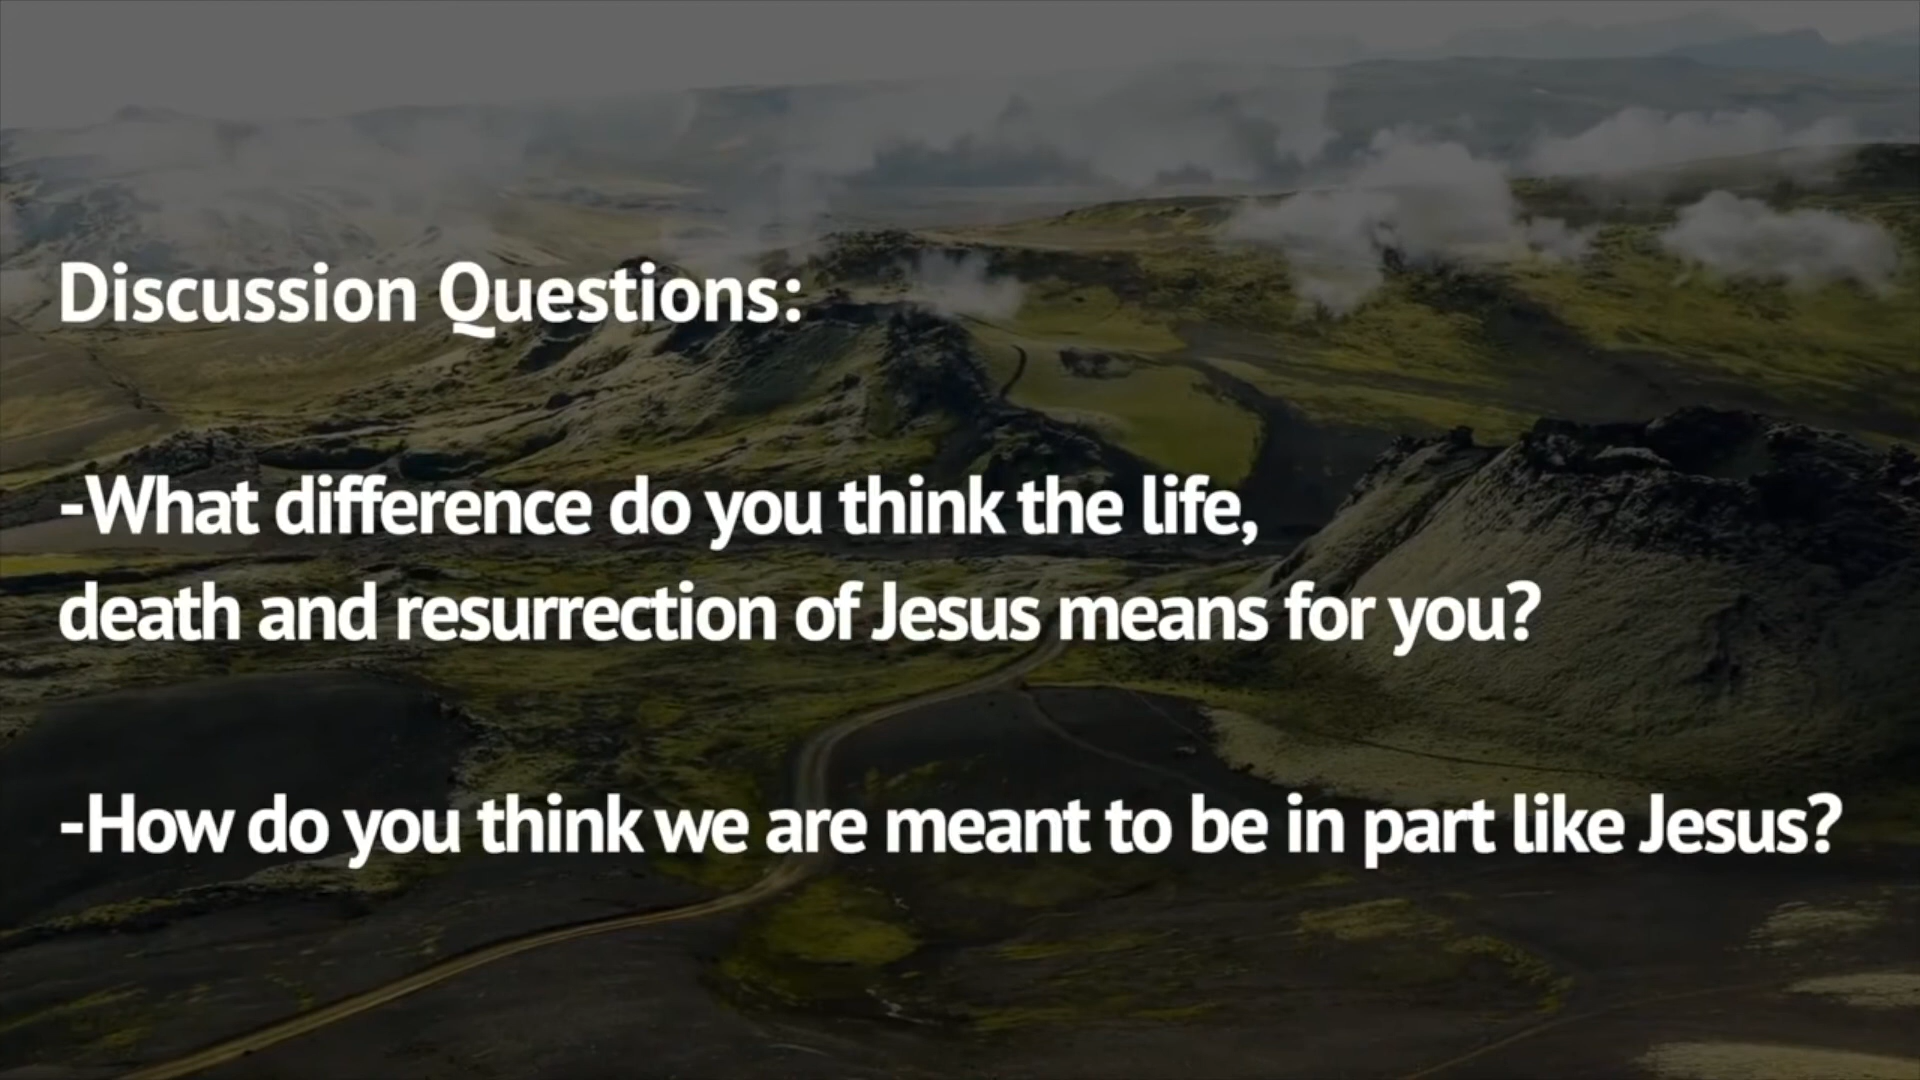 Discussion Questions:
-What difference do you think the life,
death and resurrection of Jesus means for you?
-How do you think we are meant to be in part like Jesus?